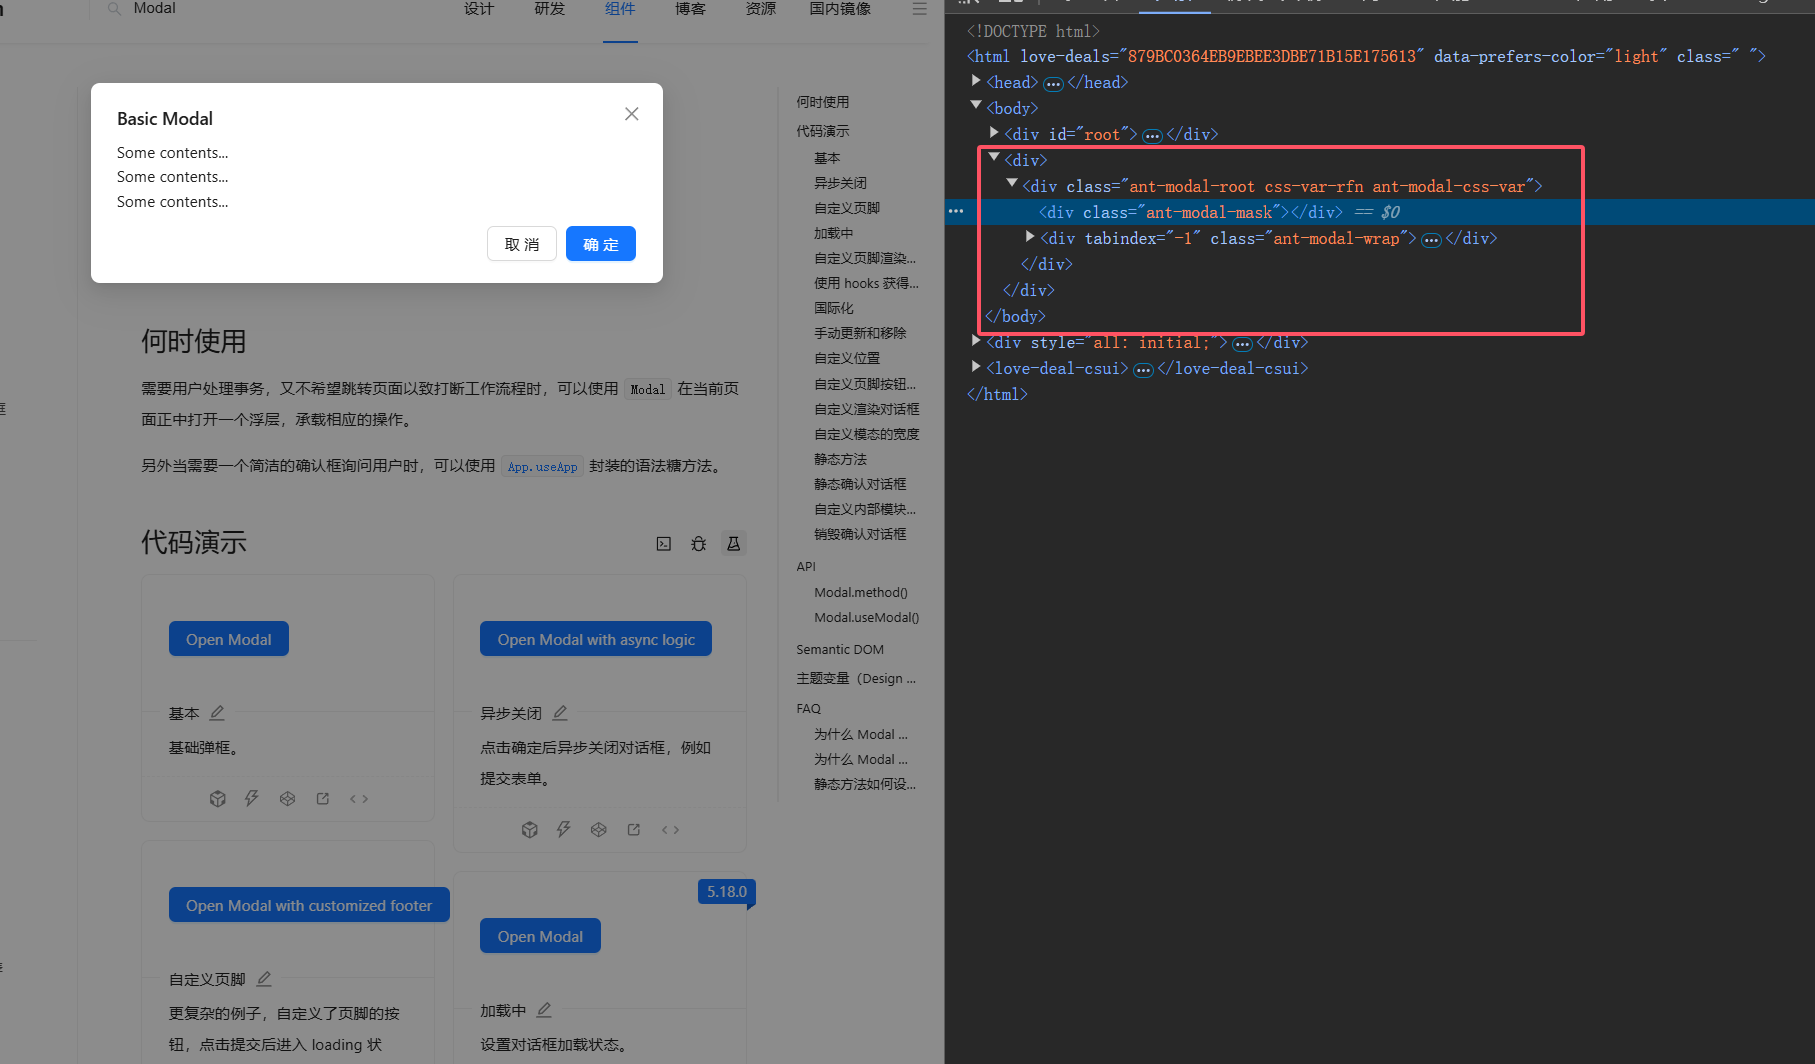 Modal
设计
研发
组件
博客
资源
国内镜像
Basic Modal
Some contents...
Some contents...
Some contents...
取 消
确 定
何时使用
需要用户处理事务，又不希望跳转页面以致打断工作流程时，可以使用 Modal 在当前页
面正中打开一个浮层，承载相应的操作。
另外当需要一个简洁的确认框询问用户时，可以使用 App.useApp 封装的语法糖方法。
代码演示
Open Modal
基本
基础弹框。
Open Modal with async logic
异步关闭
点击确定后异步关闭对话框，例如
提交表单。
Open Modal with customized footer
自定义页脚
更复杂的例子，自定义了页脚的按
钮，点击提交后进入 loading 状
5.18.0
Open Modal
加载中
设置对话框加载状态。
何时使用
代码演示
基本
异步关闭
自定义页脚
加载中
自定义页脚渲染...
使用 hooks 获得...
国际化
手动更新和移除
自定义位置
自定义页脚按钮...
自定义渲染对话框
自定义模态的宽度
静态方法
静态确认对话框
自定义内部模块...
销毁确认对话框
API
Modal.method()
Modal.useModal()
Semantic DOM
主题变量（Design ...
FAQ
为什么 Modal ...
为什么 Modal ...
静态方法如何设...
<!DOCTYPE html>
<html love-deals="879BC0364EB9EBEE3DBE71B15E175613" data-prefers-color="light" class=" ">
<head>…</head>
<body>
<div id="root">…</div>
<div>
<div class="ant-modal-root css-var-rfn ant-modal-css-var">
<div class="ant-modal-mask"></div> == $0
<div tabindex="-1" class="ant-modal-wrap">…</div>
</div>
</div>
</body>
<div style="all: initial;">…</div>
<love-deal-csui>…</love-deal-csui>
</html>